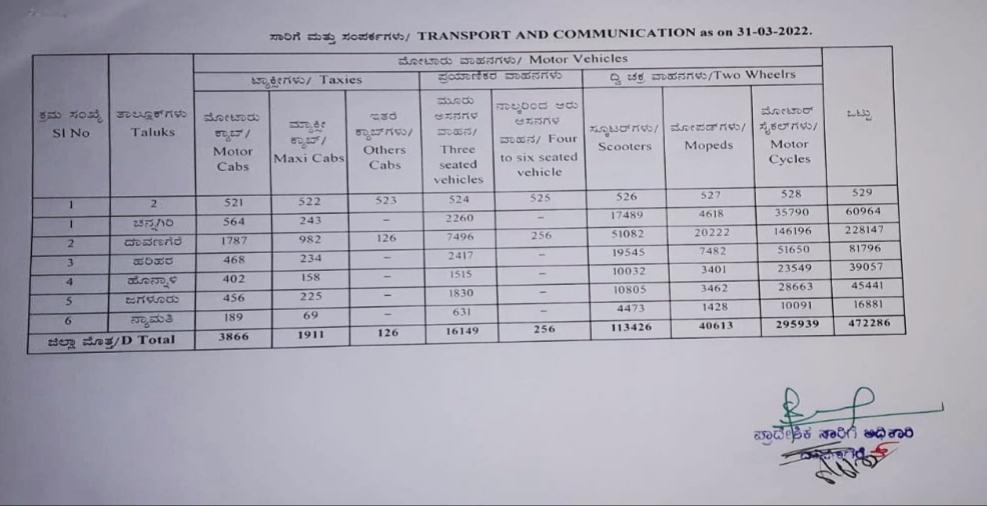 ಸಾರಿಗೆ ಮತ್ತು ಸಂಪರ್ಕಗಳು/ TRANSPORT AND COMMUNICATION as on 31-03-2022.
ಮೋಟಾರು ವಾಹನಗಳು/ Motor Vehicles
ಟ್ಯಾಕ್ಸಿಗಳು/ Taxies ಪ್ರಯಾಣಿಕರ ವಾಹನಗಳು ದ್ವಿ ಚಕ್ರ ವಾಹನಗಳು/Two Wheelrs
ಕ್ರಮ ಸಂಖ್ಯೆ Sl No
ತಾಲ್ಲೂಕ್‌ಗಳು Taluks
ಮೋಟಾರು ಕ್ಯಾಬ್/ Motor Cabs
ಮ್ಯಾಕ್ಸೀ ಕ್ಯಾಬ್/ Maxi Cabs
ಇತರೆ ಕ್ಯಾಬ್‌ಗಳು/ Others Cabs
ಮೂರು ಆಸನಗಳ ವಾಹನ/ Three seated vehicles
ನಾಲ್ಕರಿಂದ ಆರು ಆಸನಗಳ ವಾಹನ/ Four to six seated vehicle
ಸ್ಕೂಟರ್‌ಗಳು/ Scooters
ಮೋಪೆಡ್‌ಗಳು/ Mopeds
ಮೋಟಾರ್ ಸೈಕಲ್‌ಗಳು/ Motor Cycles
ಒಟ್ಟು
1 2 521 522 523 524 525 526 527 528 529
1 ಚನ್ನಗಿರಿ 564 243 – 2260 – 17489 4618 35790 60964
2 ದಾವಣಗೆರೆ 1787 982 126 7496 256 51082 20222 146196 228147
3 ಹರಿಹರ 468 234 – 2417 – 19545 7482 51650 81796
4 ಹೊನ್ನಾಳಿ 402 158 – 1515 – 10032 3401 23549 39057
5 ಜಗಳೂರು 456 225 – 1830 – 10805 3462 28663 45441
6 ನ್ಯಾಮತಿ 189 69 – 631 – 4473 1428 10091 16881
ಜಿಲ್ಲಾ ಮೊತ್ತ/D Total 3866 1911 126 16149 256 113426 40613 295939 472286
ಪ್ರಾದೇಶಿಕ ಸಾರಿಗೆ ಅಧಿಕಾರಿ